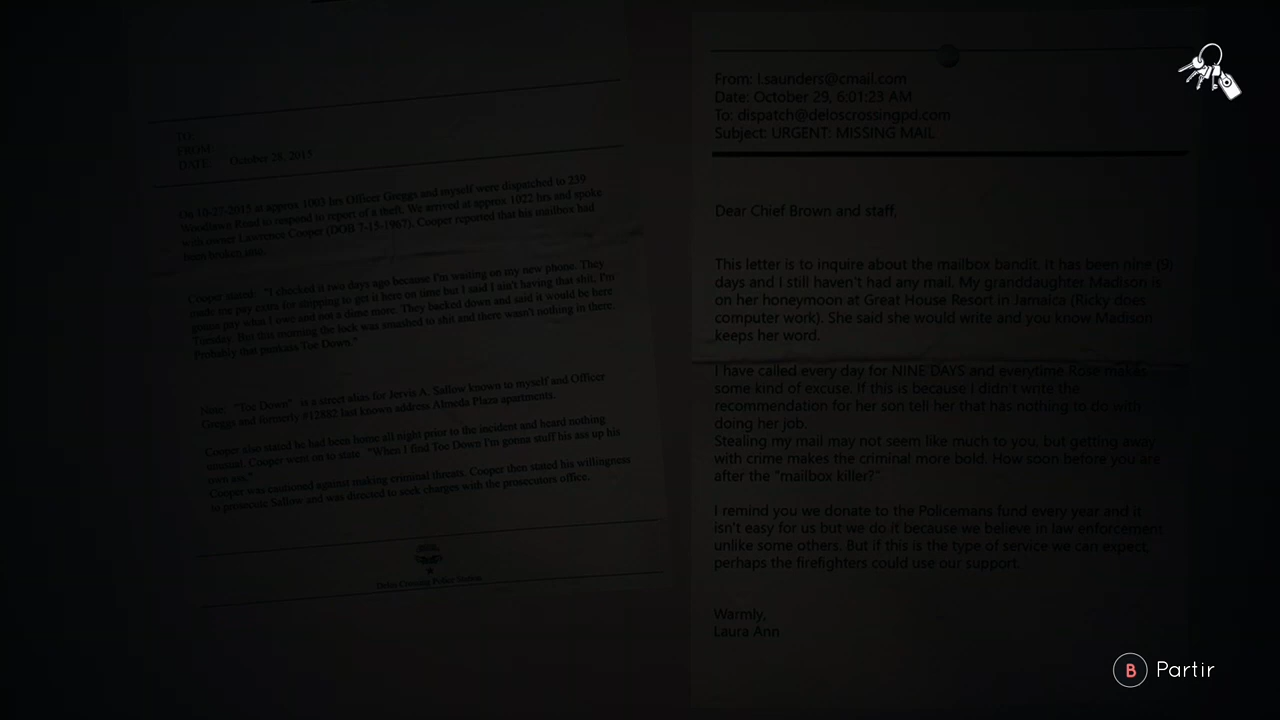 TO:
FROM:
DATE: October 28, 2015
On 10-27-2015 at approx 1003 hrs Officer Greggs and myself were dispatched to 239
Woodlawn Road to respond to report of a theft. We arrived at approx 1022 hrs and spoke
with owner Lawrence Cooper (DOB 7-15-1967). Cooper reported that his mailbox had
been broken into.
Cooper stated: "I checked it two days ago because I'm waiting on my new phone. They
made me pay extra for shipping to get it here on time but I said I ain't having that shit, I'm
gonna pay what I owe and not a dime more. They backed down and said it would be here
Tuesday. But this morning the lock was smashed to shit and there wasn't nothing in there.
Probably that punkass Toe Down."
Note: "Toe Down" is a street alias for Jervis A. Sallow known to myself and Officer
Greggs and formerly #12882 last known address Almeda Plaza apartments.
Cooper also stated he had been home all night prior to the incident and heard nothing
unusual. Cooper went on to state "When I find Toe Down I'm gonna stuff his ass up his
own ass."
Cooper was cautioned against making criminal threats. Cooper then stated his willingness
to prosecute Sallow and was directed to seek charges with the prosecutors office.
Delos Crossing Police Station
From: l.saunders@cmail.com
Date: October 29, 6:01:23 AM
To: dispatch@deloscrossingpd.com
Subject: URGENT: MISSING MAIL
Dear Chief Brown and staff,
This letter is to inquire about the mailbox bandit. It has been nine (9)
days and I still haven't had any mail. My granddaughter Madison is
on her honeymoon at Great House Resort in Jamaica (Ricky does
computer work). She said she would write and you know Madison
keeps her word.
I have called every day for NINE DAYS and everytime Rose makes
some kind of excuse. If this is because I didn't write the
recommendation for her son tell her that has nothing to do with
doing her job.
Stealing my mail may not seem like much to you, but getting away
with crime makes the criminal more bold. How soon before you are
after the "mailbox killer?"
I remind you we donate to the Policemans fund every year and it
isn't easy for us but we do it because we believe in law enforcement
unlike some others. But if this is the type of service we can expect,
perhaps the firefighters could use our support.
Warmly,
Laura Ann
B Partir